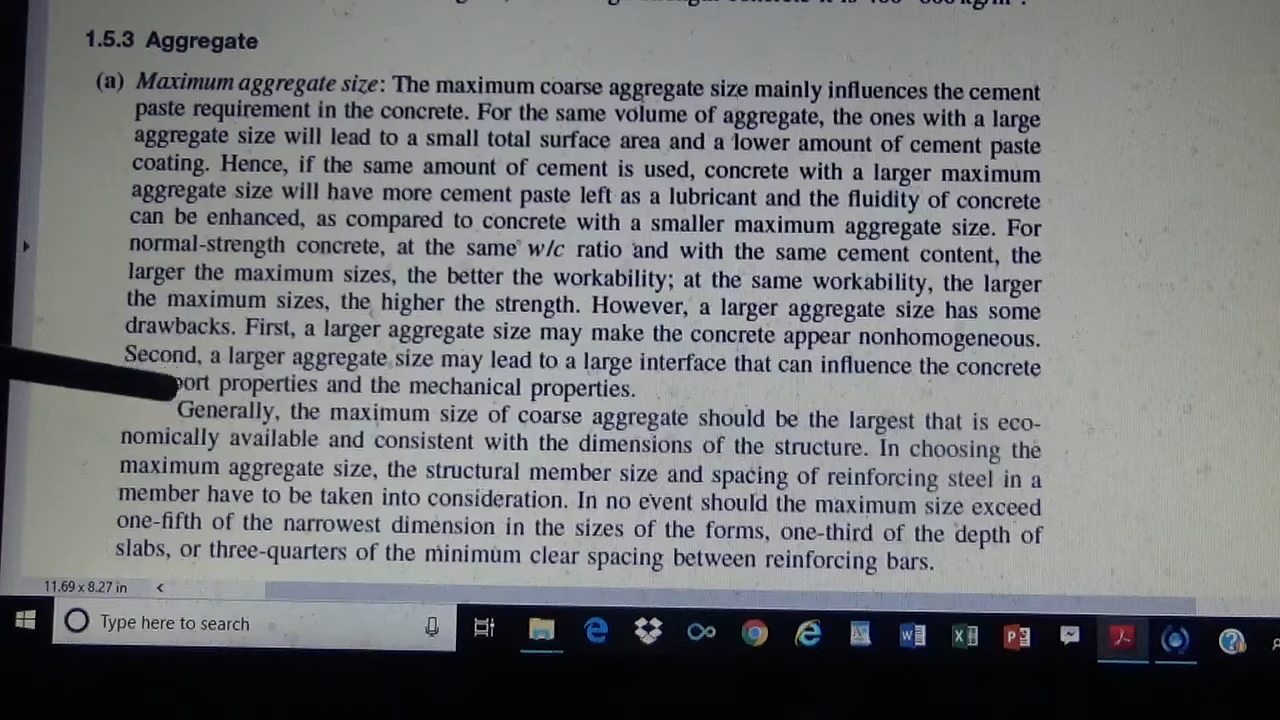 1.5.3 Aggregate
(a) Maximum aggregate size: The maximum coarse aggregate size mainly influences the cement
paste requirement in the concrete. For the same volume of aggregate, the ones with a large
aggregate size will lead to a small total surface area and a lower amount of cement paste
coating. Hence, if the same amount of cement is used, concrete with a larger maximum
aggregate size will have more cement paste left as a lubricant and the fluidity of concrete
can be enhanced, as compared to concrete with a smaller maximum aggregate size. For
normal-strength concrete, at the same w/c ratio and with the same cement content, the
larger the maximum sizes, the better the workability; at the same workability, the larger
the maximum sizes, the higher the strength. However, a larger aggregate size has some
drawbacks. First, a larger aggregate size may make the concrete appear nonhomogeneous.
Second, a larger aggregate size may lead to a large interface that can influence the concrete
port properties and the mechanical properties.
Generally, the maximum size of coarse aggregate should be the largest that is eco-
nomically available and consistent with the dimensions of the structure. In choosing the
maximum aggregate size, the structural member size and spacing of reinforcing steel in a
member have to be taken into consideration. In no event should the maximum size exceed
one-fifth of the narrowest dimension in the sizes of the forms, one-third of the depth of
slabs, or three-quarters of the minimum clear spacing between reinforcing bars.
11.69 x 8.27 in
Type here to search